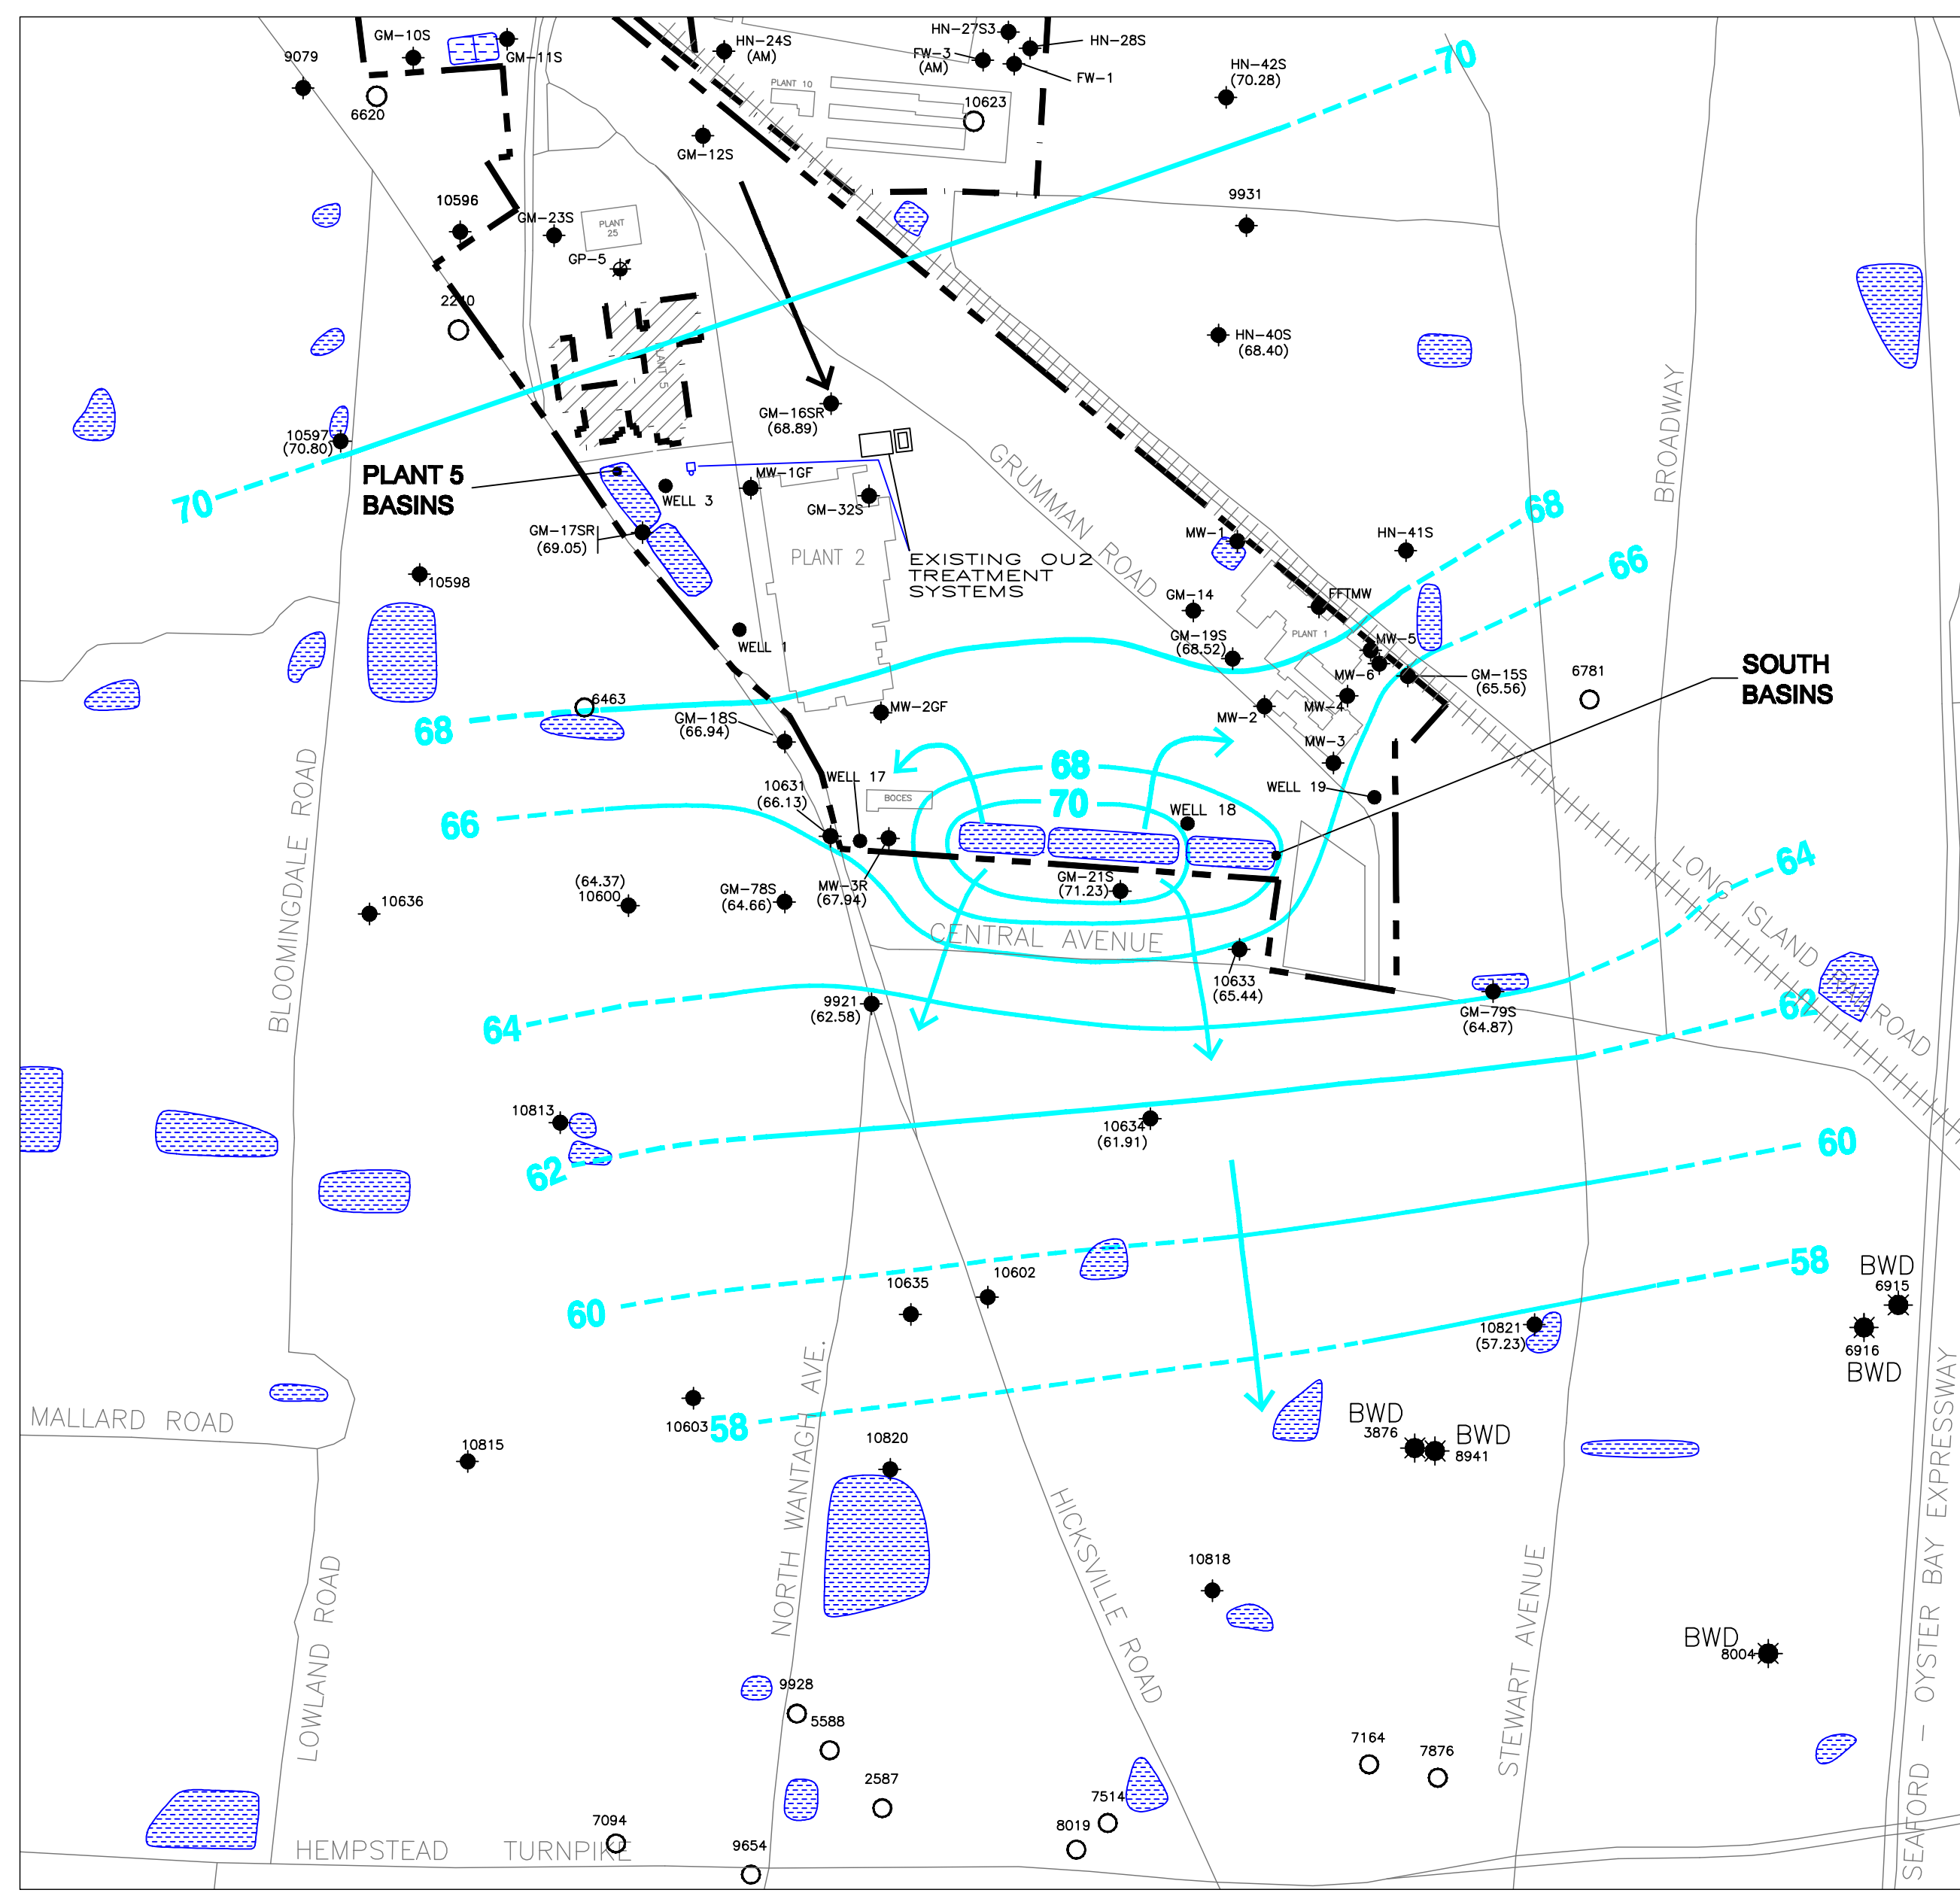 GM-10S
GM-11S
9079
6620
HN-24S
(AM)
HN-27S3
FW-3
(AM)
HN-28S
FW-1
PLANT 10
10623
HN-42S
(70.28)
70
GM-12S
10596
GM-23S
PLANT
25
GP-5
9931
2240
PLANT 5
HN-40S
(68.40)
BROADWAY
GM-16SR
(68.89)
10597
(70.80)
70
PLANT 5
BASINS
WELL 3
MW-1GF
GM-32S
GM-17SR
(69.05)
PLANT 2
EXISTING OU2
TREATMENT
SYSTEMS
GRUMMAN ROAD
MW-1
HN-41S
68
66
10598
GM-14
FFTMW
GM-19S
(68.52)
PLANT 1
MW-5
MW-6
GM-15S
(65.56)
6781
SOUTH
BASINS
WELL 1
6463
68
GM-18S
(66.94)
MW-2GF
MW-2
MW-4
MW-3
BLOOMINGDALE ROAD
10631
(66.13)
WELL 17
BOCES
68
70
WELL 18
WELL 19
66
64
LONG ISLAND RAILROAD
10636
(64.37)
10600
GM-78S
(64.66)
MW-3R
(67.94)
GM-21S
(71.23)
CENTRAL AVENUE
10633
(65.44)
GM-79S
(64.87)
9921
(62.58)
64
62
10813
10634
(61.91)
62
60
60
58
10635
10602
10821
(57.23)
BWD
6915
6916
BWD
MALLARD ROAD
10603
58
10815
10820
BWD
3876
BWD
8941
NORTH WANTAGH AVE.
HICKSVILLE ROAD
STEWART AVENUE
SEAFORD - OYSTER BAY EXPRESSWAY
LOWLAND ROAD
10818
BWD
8004
9928
5588
2587
7164
7876
7514
8019
7094
9654
HEMPSTEAD TURNPIKE